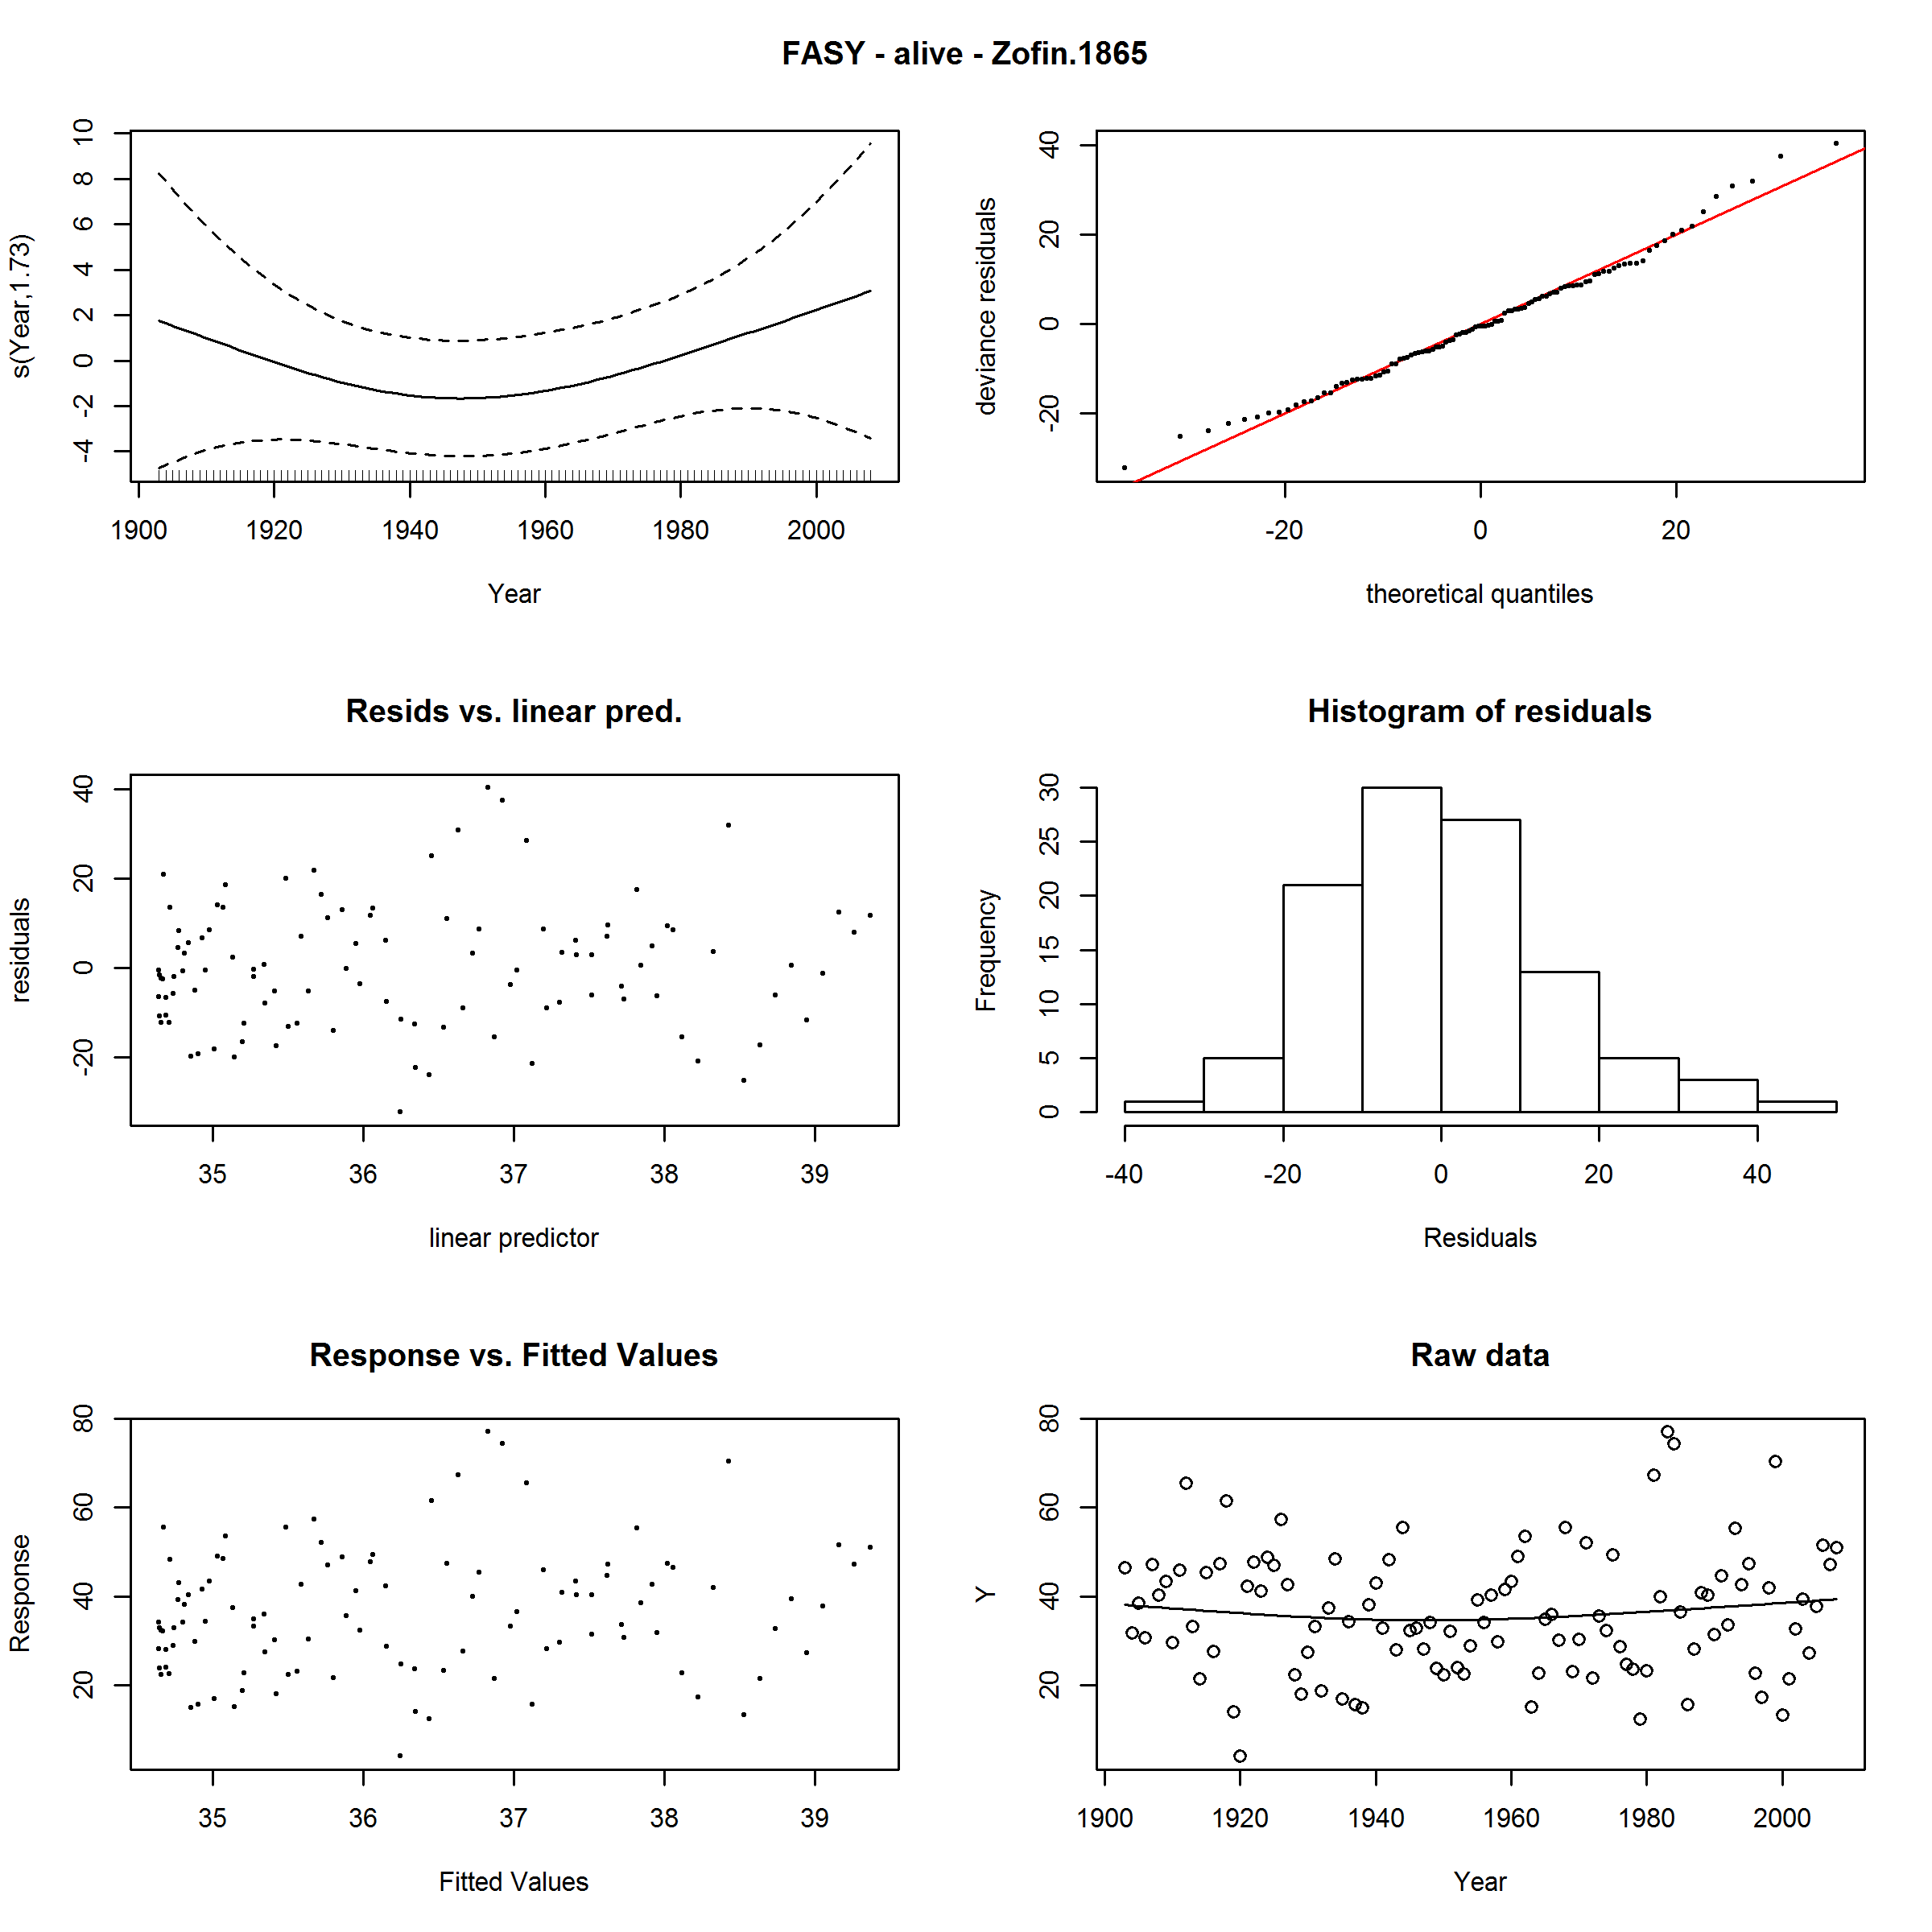 FASY - alive - Zofin.1865
s(Year,1.73)
10
8
6
4
2
0
-2
-4
1900 1920 1940 1960 1980 2000
Year
deviance residuals
40
20
0
-20
-20 0 20
theoretical quantiles
Resids vs. linear pred.
residuals
40
20
0
-20
35 36 37 38 39
linear predictor
Histogram of residuals
Frequency
30
25
20
15
10
5
0
-40 -20 0 20 40
Residuals
Response vs. Fitted Values
Response
80
60
40
20
35 36 37 38 39
Fitted Values
Raw data
Y
80
60
40
20
1900 1920 1940 1960 1980 2000
Year